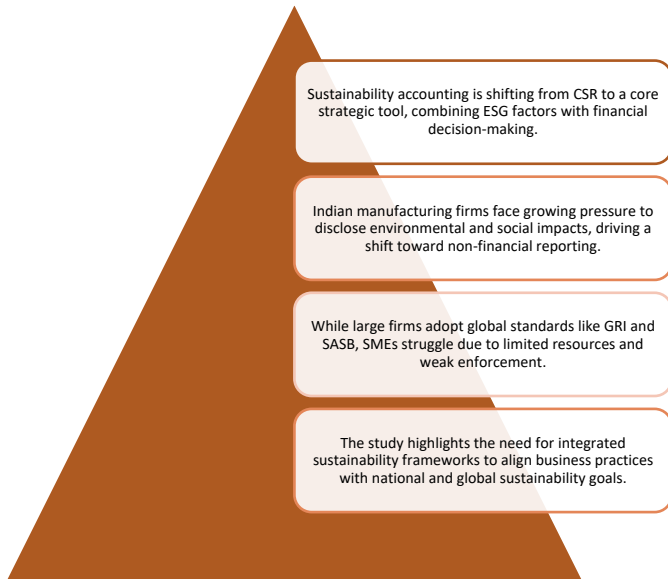 Sustainability accounting is shifting from CSR to a core
strategic tool, combining ESG factors with financial
decision-making.
Indian manufacturing firms face growing pressure to
disclose environmental and social impacts, driving a
shift toward non-financial reporting.
While large firms adopt global standards like GRI and
SASB, SMEs struggle due to limited resources and
weak enforcement.
The study highlights the need for integrated
sustainability frameworks to align business practices
with national and global sustainability goals.